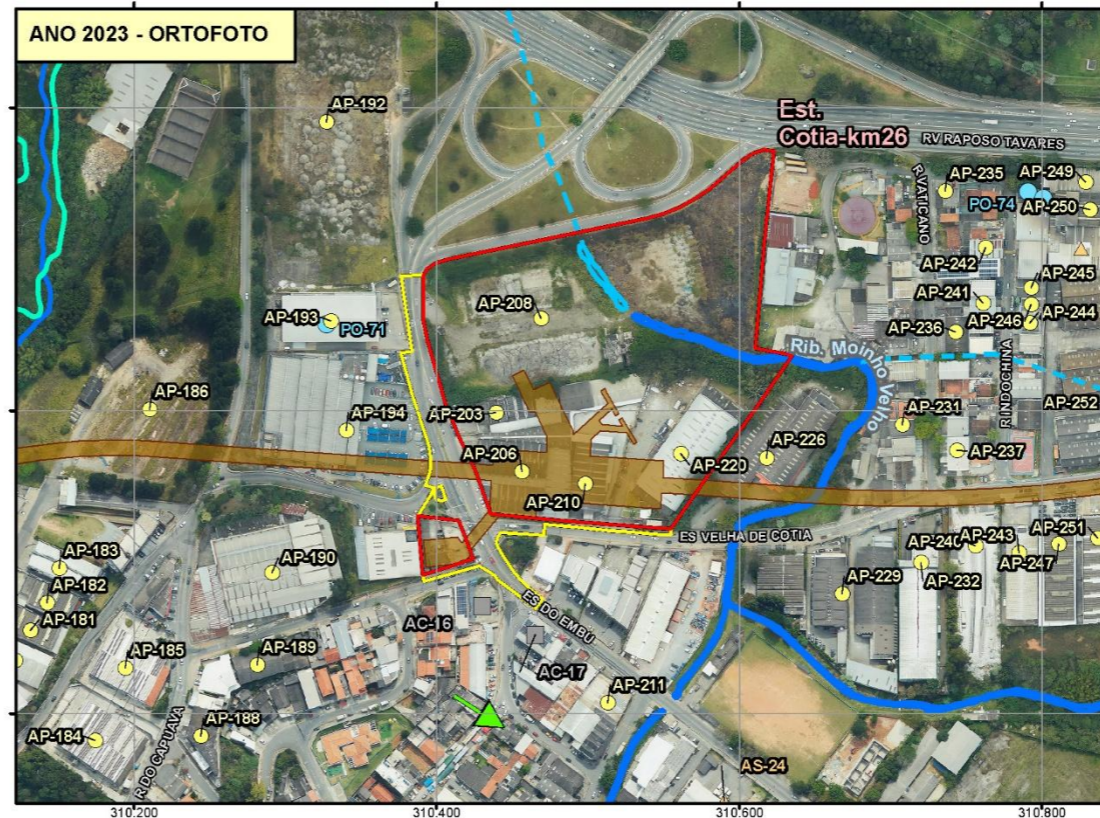 ANO 2023 - ORTOFOTO
AP-192
Est.
Cotia-km26
RV RAPOSO TAVARES
R VATICANO
AP-235
AP-249
PO-74
AP-250
AP-242
AP-245
AP-241
AP-208
AP-193
PO-71
AP-246
AP-244
AP-236
Rib. Moinho Velho
R INDOCHINA
AP-186
AP-194
AP-203
AP-231
AP-252
AP-206
AP-226
AP-237
AP-220
AP-210
ES VELHA DE COTIA
AP-183
AP-190
AP-240
AP-243
AP-251
AP-182
AP-229
AP-232
AP-247
AP-181
ES DO EMBU
AC-16
AP-185
AP-189
AC-17
AP-211
AP-184
AP-188
R DO CAPUAVA
AS-24
310.200
310.400
310.600
310.800